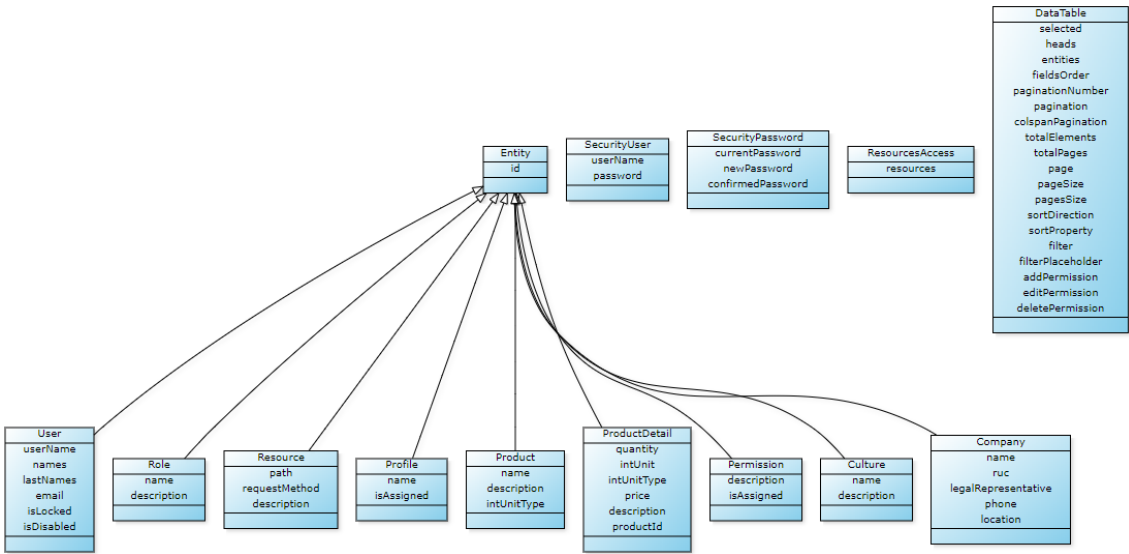 DataTable
selected
heads
entities
fieldsOrder
paginationNumber
pagination
colspanPagination
totalElements
totalPages
page
pageSize
pagesSize
sortDirection
sortProperty
filter
filterPlaceholder
addPermission
editPermission
deletePermission
Entity
id
SecurityUser
userName
password
SecurityPassword
currentPassword
newPassword
confirmedPassword
ResourcesAccess
resources
User
userName
names
lastNames
email
isLocked
isDisabled
Role
name
description
Resource
path
requestMethod
description
Profile
name
isAssigned
Product
name
description
intUnitType
ProductDetail
quantity
intUnit
intUnitType
price
description
productId
Permission
description
isAssigned
Culture
name
description
Company
name
ruc
legalRepresentative
phone
location